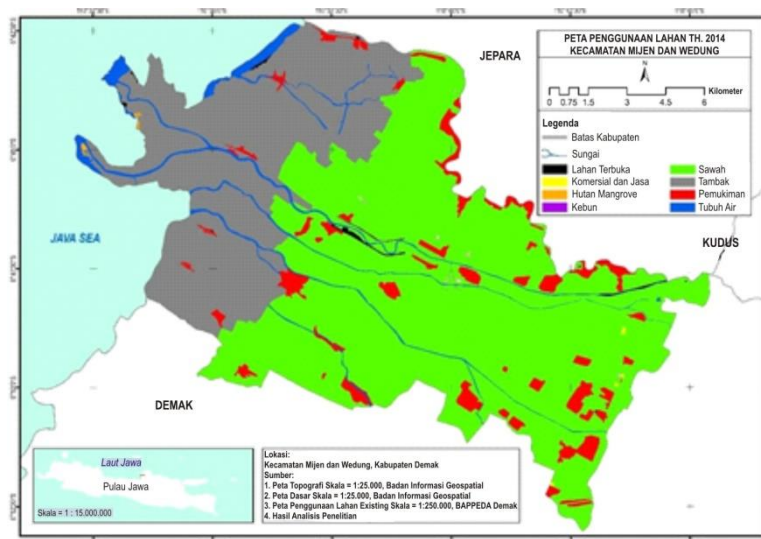 PETA PENGGUNAAN LAHAN TH. 2014
KECAMATAN MIJEN DAN WEDUNG
N
Kilometer
0 0.75 1.5 3 4.5 6
Legenda
Batas Kabupaten
Sungai
Lahan Terbuka
Komersial dan Jasa
Hutan Mangrove
Kebun
Sawah
Tambak
Pemukiman
Tubuh Air
JEPARA
KUDUS
JAVA SEA
DEMAK
Laut Jawa
Pulau Jawa
Skala = 1 : 15.000.000
Lokasi:
Kecamatan Mijen dan Wedung, Kabupaten Demak
Sumber:
1. Peta Topografi Skala = 1:25.000, Badan Informasi Geospatial
2. Peta Dasar Skala = 1:25.000, Badan Informasi Geospatial
3. Peta Penggunaan Lahan Existing Skala = 1:250.000, BAPPEDA Demak
4. Hasil Analisis Penelitian